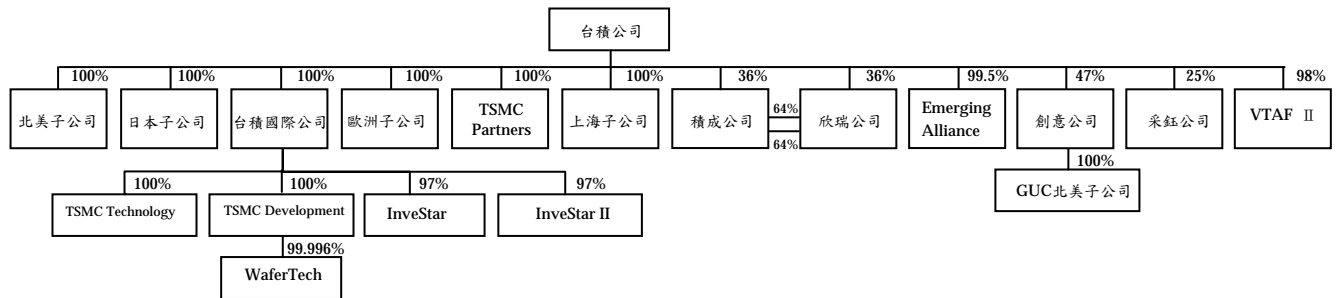 台積公司
100% 100% 100% 100% 100% 100% 36% 36% 99.5% 47% 25% 98%
北美子公司 日本子公司 台積國際公司 歐洲子公司 TSMC Partners 上海子公司 積成公司 64% 64% 欣瑞公司 Emerging Alliance 創意公司 采鈺公司 VTAF II
100%
GUC北美子公司
100% 100% 97% 97%
TSMC Technology TSMC Development InveStar InveStar II
99.996%
WaferTech